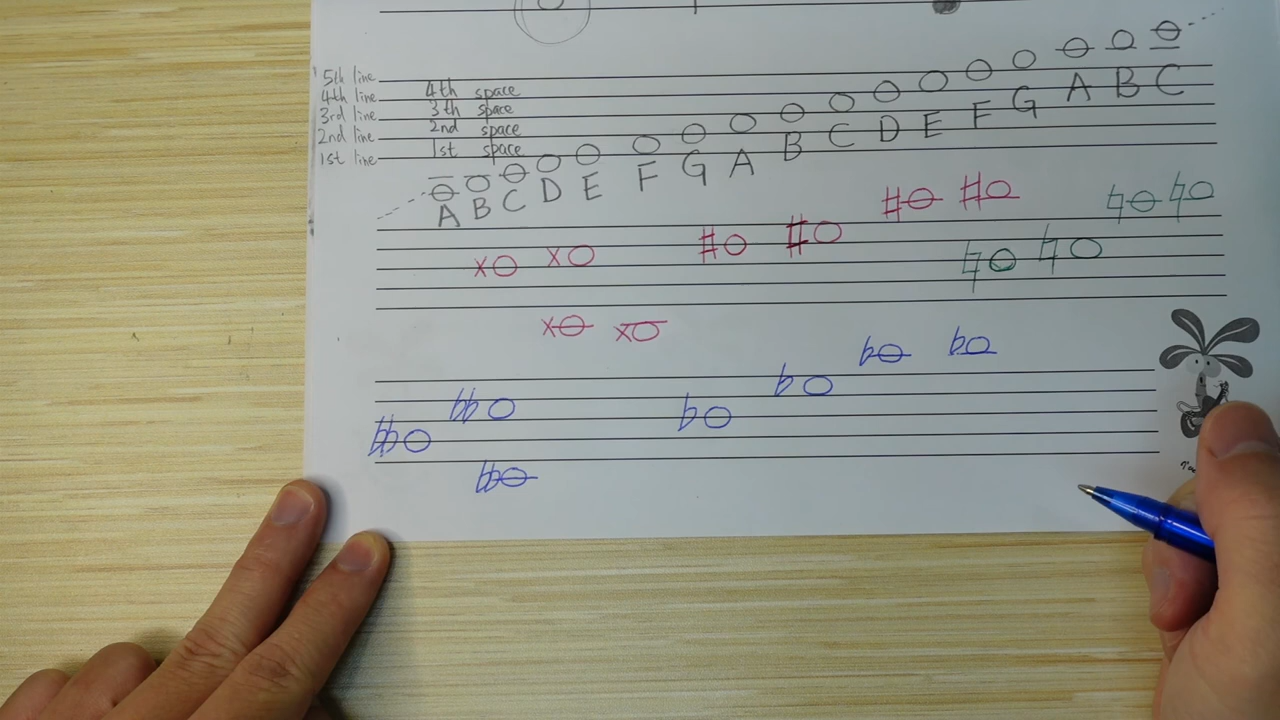 5th line
4th line
3rd line
2nd line
1st line
4th space
3th space
2nd space
1st space
A B C D E F G A B C D E F G A B C